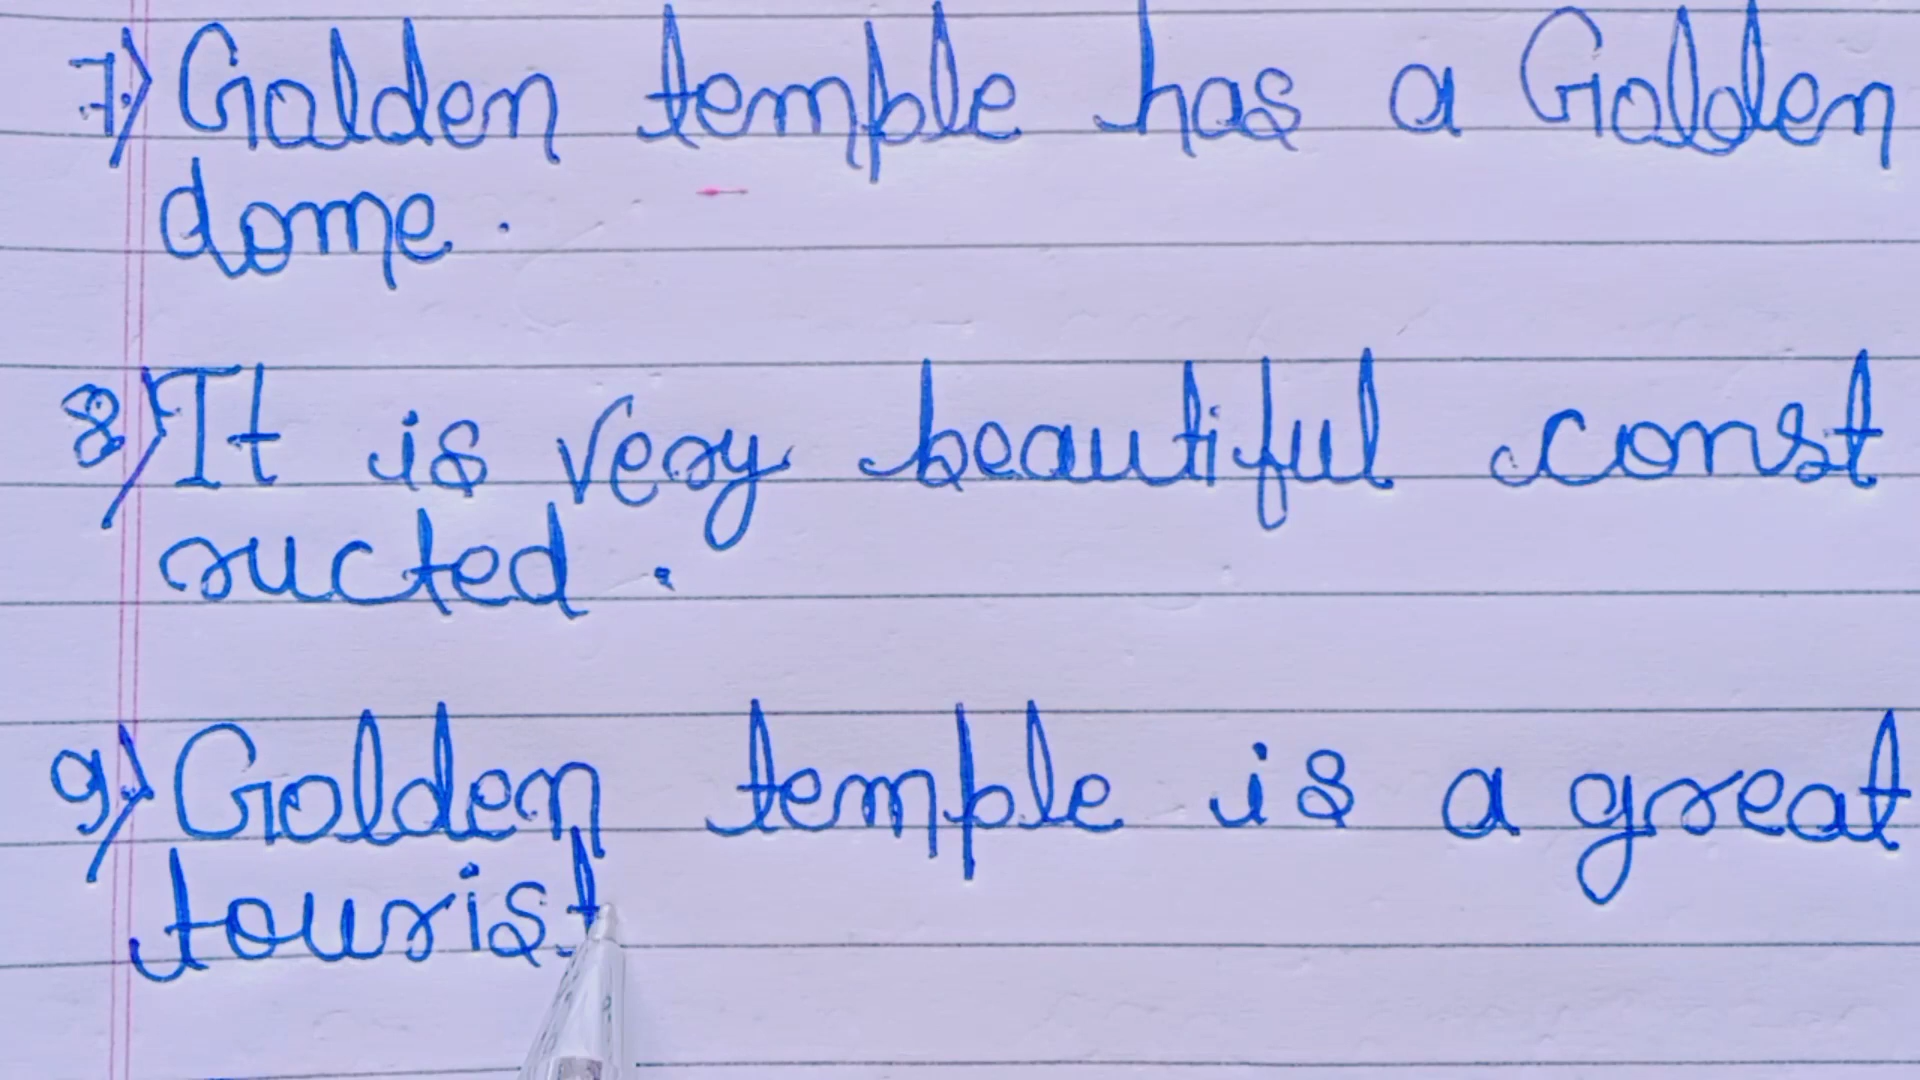 7) Golden temple has a Golden
dome.
8) It is very beautiful const
ructed.
9) Golden temple is a great
tourist